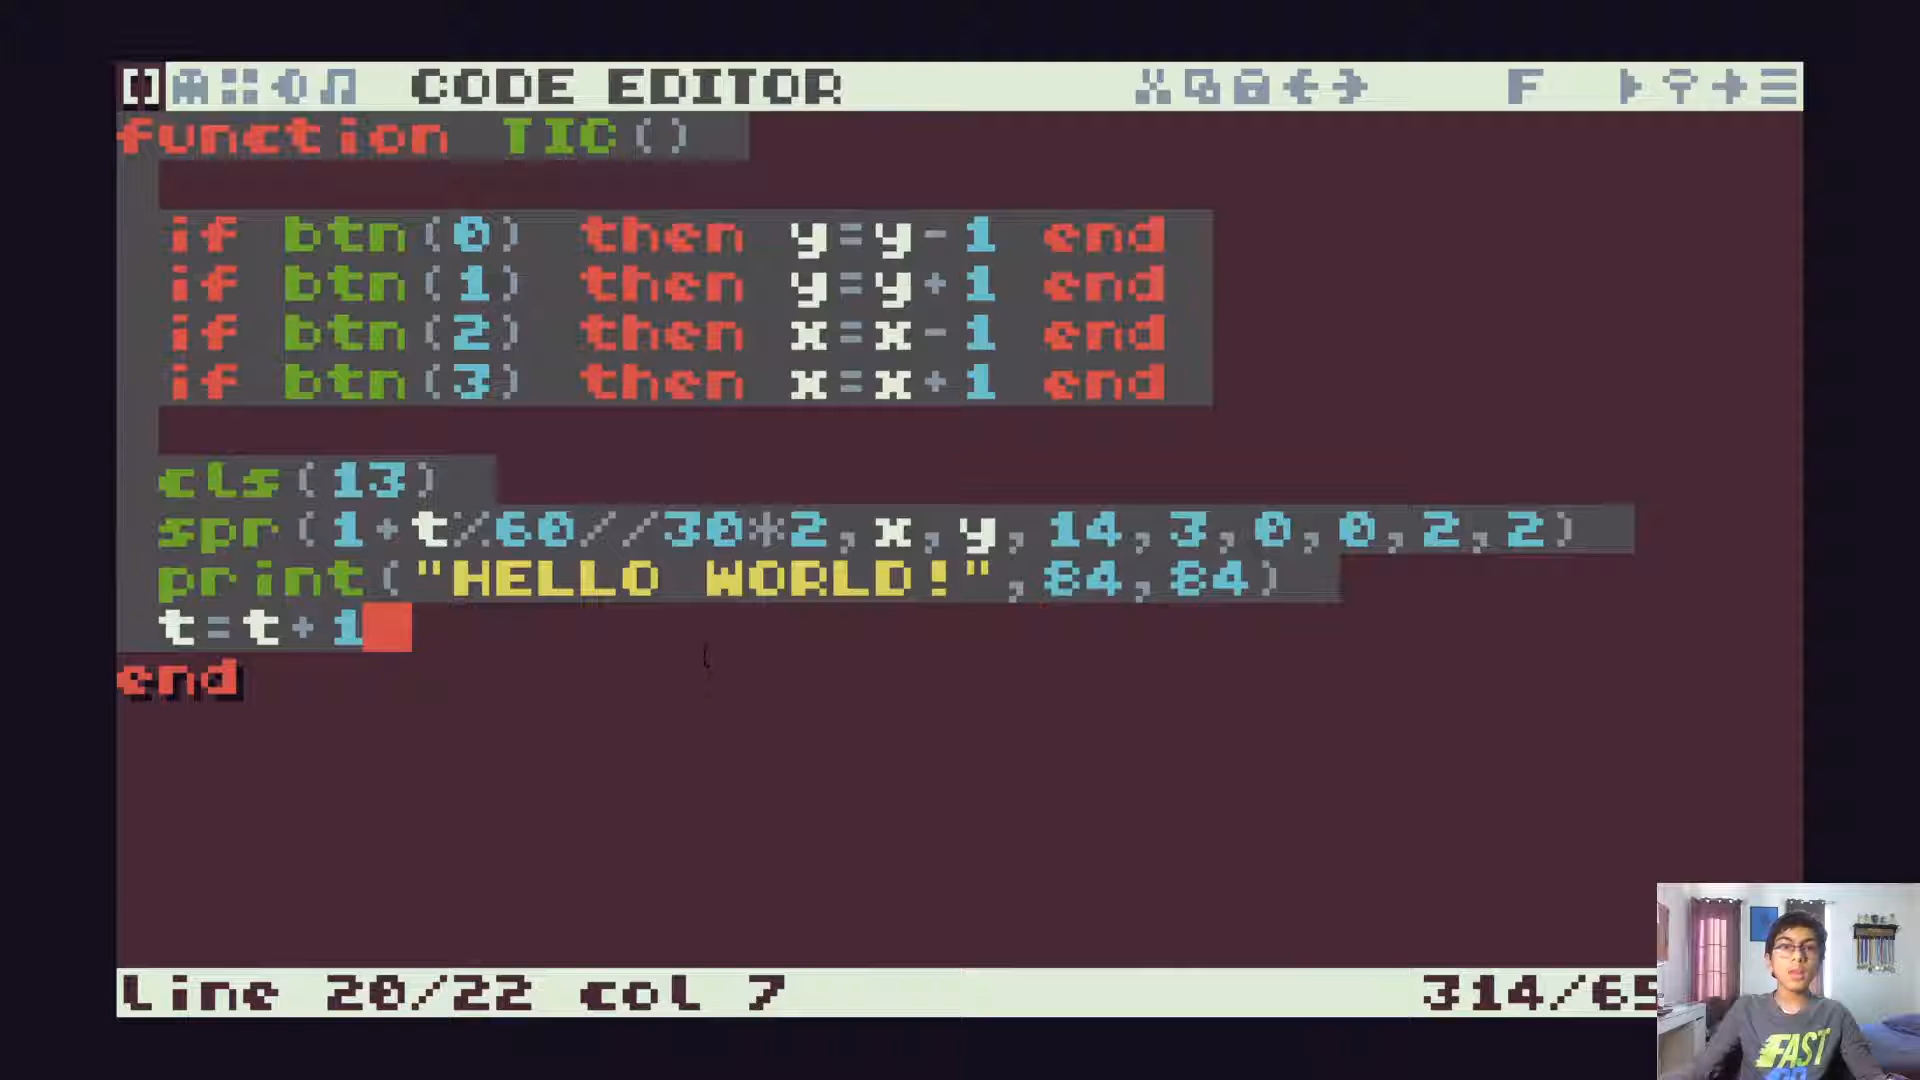 CODE EDITOR F
function TIC()
if btn(0) then y=y-1 end
if btn(1) then y=y+1 end
if btn(2) then x=x-1 end
if btn(3) then x=x+1 end
cls(13)
spr(1+t%60//30*2,x,y,14,3,0,0,2,2)
print("HELLO WORLD!",84,84)
t=t+1
end
line 20/22 col 7 314/65
FAST